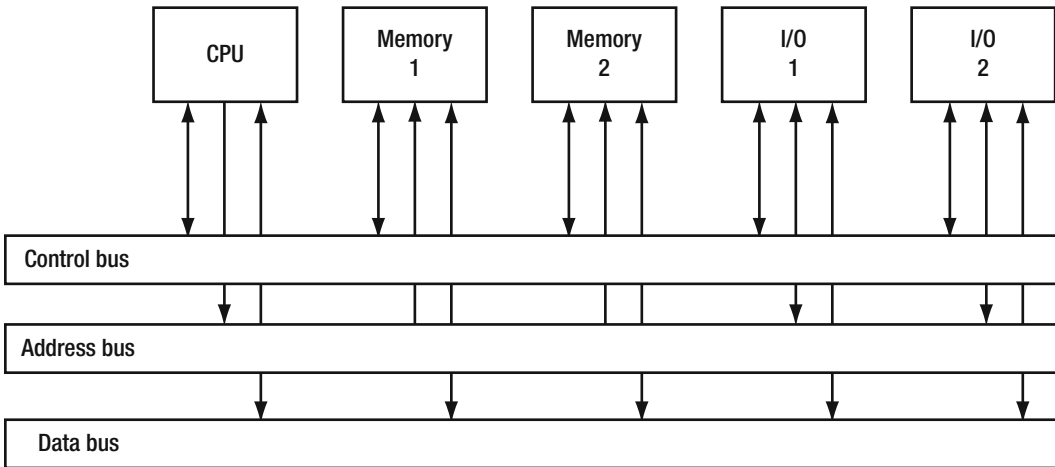 CPU
Memory
1
Memory
2
I/O
1
I/O
2
Control bus
Address bus
Data bus